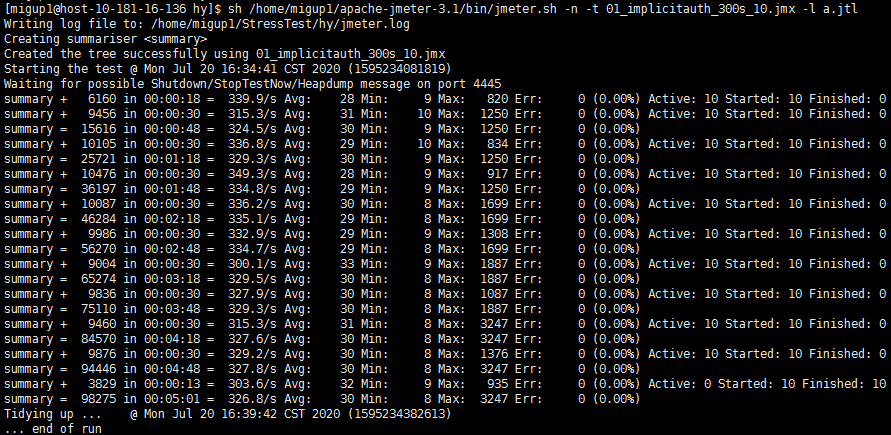 [migup1@host-10-181-16-136 hy]$ sh /home/migup1/apache-jmeter-3.1/bin/jmeter.sh -n -t 01_implicitauth_300s_10.jmx -l a.jtl
Writing log file to: /home/migup1/StressTest/hy/jmeter.log
Creating summariser <summary>
Created the tree successfully using 01_implicitauth_300s_10.jmx
Starting the test @ Mon Jul 20 16:34:41 CST 2020 (1595234081819)
Waiting for possible Shutdown/StopTestNow/Heapdump message on port 4445
summary +   6160 in 00:00:18 =  339.9/s Avg:    28 Min:     9 Max:   820 Err:     0 (0.00%) Active: 10 Started: 10 Finished: 0
summary +   9456 in 00:00:30 =  315.3/s Avg:    31 Min:    10 Max:  1250 Err:     0 (0.00%) Active: 10 Started: 10 Finished: 0
summary =  15616 in 00:00:48 =  324.5/s Avg:    30 Min:     9 Max:  1250 Err:     0 (0.00%)
summary +  10105 in 00:00:30 =  336.8/s Avg:    29 Min:    10 Max:   834 Err:     0 (0.00%) Active: 10 Started: 10 Finished: 0
summary =  25721 in 00:01:18 =  329.3/s Avg:    30 Min:     9 Max:  1250 Err:     0 (0.00%)
summary +  10476 in 00:00:30 =  349.3/s Avg:    28 Min:     9 Max:   917 Err:     0 (0.00%) Active: 10 Started: 10 Finished: 0
summary =  36197 in 00:01:48 =  334.8/s Avg:    29 Min:     9 Max:  1250 Err:     0 (0.00%)
summary +  10087 in 00:00:30 =  336.2/s Avg:    30 Min:     8 Max:  1699 Err:     0 (0.00%) Active: 10 Started: 10 Finished: 0
summary =  46284 in 00:02:18 =  335.1/s Avg:    29 Min:     8 Max:  1699 Err:     0 (0.00%)
summary +   9986 in 00:00:30 =  332.9/s Avg:    29 Min:     9 Max:  1308 Err:     0 (0.00%) Active: 10 Started: 10 Finished: 0
summary =  56270 in 00:02:48 =  334.7/s Avg:    29 Min:     8 Max:  1699 Err:     0 (0.00%)
summary +   9004 in 00:00:30 =  300.1/s Avg:    33 Min:     9 Max:  1887 Err:     0 (0.00%) Active: 10 Started: 10 Finished: 0
summary =  65274 in 00:03:18 =  329.5/s Avg:    30 Min:     8 Max:  1887 Err:     0 (0.00%)
summary +   9836 in 00:00:30 =  327.9/s Avg:    30 Min:     8 Max:  1087 Err:     0 (0.00%) Active: 10 Started: 10 Finished: 0
summary =  75110 in 00:03:48 =  329.3/s Avg:    30 Min:     8 Max:  1887 Err:     0 (0.00%)
summary +   9460 in 00:00:30 =  315.3/s Avg:    31 Min:     8 Max:  3247 Err:     0 (0.00%) Active: 10 Started: 10 Finished: 0
summary =  84570 in 00:04:18 =  327.6/s Avg:    30 Min:     8 Max:  3247 Err:     0 (0.00%)
summary +   9876 in 00:00:30 =  329.2/s Avg:    30 Min:     8 Max:  1376 Err:     0 (0.00%) Active: 10 Started: 10 Finished: 0
summary =  94446 in 00:04:48 =  327.8/s Avg:    30 Min:     8 Max:  3247 Err:     0 (0.00%)
summary +   3829 in 00:00:13 =  303.6/s Avg:    32 Min:     9 Max:   935 Err:     0 (0.00%) Active: 0 Started: 10 Finished: 10
summary =  98275 in 00:05:01 =  326.8/s Avg:    30 Min:     8 Max:  3247 Err:     0 (0.00%)
Tidying up ...    @ Mon Jul 20 16:39:42 CST 2020 (1595234382613)
... end of run